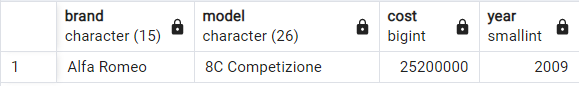 brand model cost year
character (15) character (26) bigint smallint
1 Alfa Romeo 8C Competizione 25200000 2009